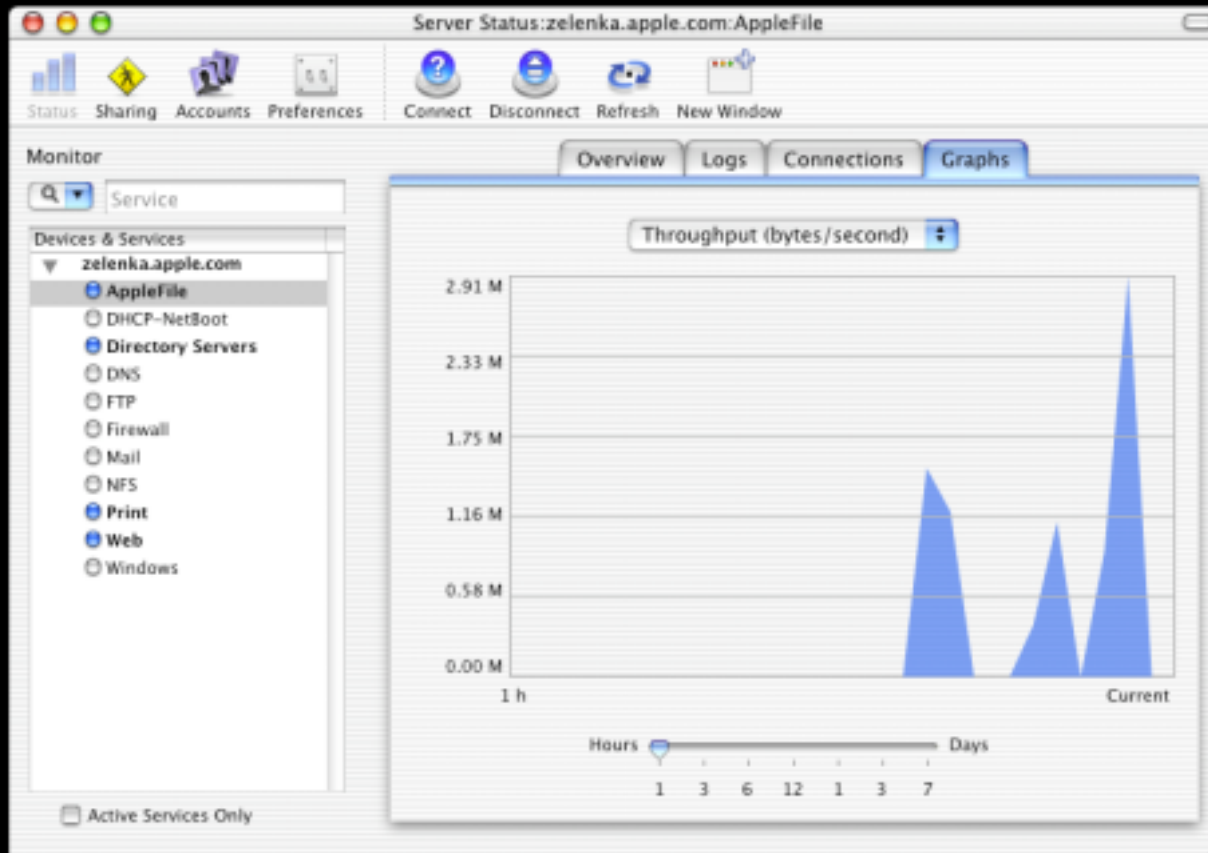 Server Status:zelenka.apple.com:AppleFile
Status Sharing Accounts Preferences Connect Disconnect Refresh New Window
Monitor
Overview Logs Connections Graphs
Service
Throughput (bytes/second)
Devices & Services
zelenka.apple.com
AppleFile
DHCP-NetBoot
Directory Servers
DNS
FTP
Firewall
Mail
NFS
Print
Web
Windows
2.91 M
2.33 M
1.75 M
1.16 M
0.58 M
0.00 M
1 h Current
Hours Days
1 3 6 12 1 3 7
Active Services Only